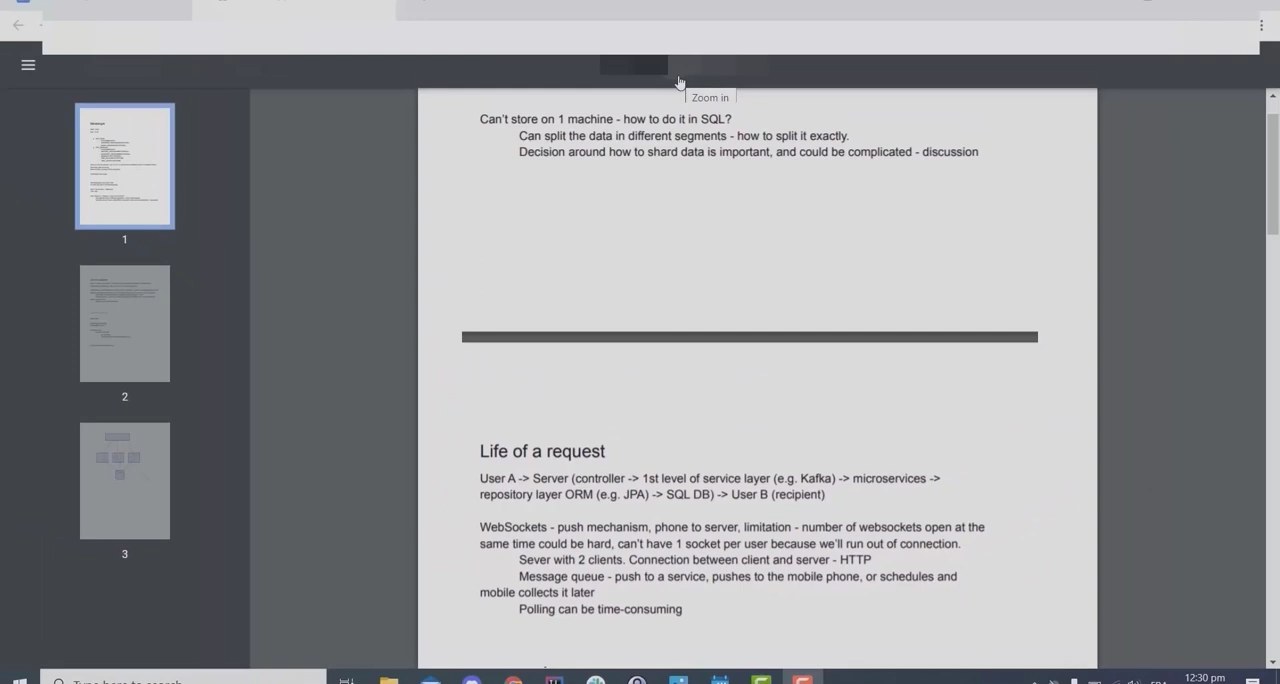 Zoom in
Can't store on 1 machine - how to do it in SQL?
Can split the data in different segments - how to split it exactly.
Decision around how to shard data is important, and could be complicated - discussion
1
2
3
Life of a request
User A -> Server (controller -> 1st level of service layer (e.g. Kafka) -> microservices ->
repository layer ORM (e.g. JPA) -> SQL DB) -> User B (recipient)
WebSockets - push mechanism, phone to server, limitation - number of websockets open at the
same time could be hard, can't have 1 socket per user because we'll run out of connection.
Sever with 2 clients. Connection between client and server - HTTP
Message queue - push to a service, pushes to the mobile phone, or schedules and
mobile collects it later
Polling can be time-consuming
Type here to search
12:30 pm